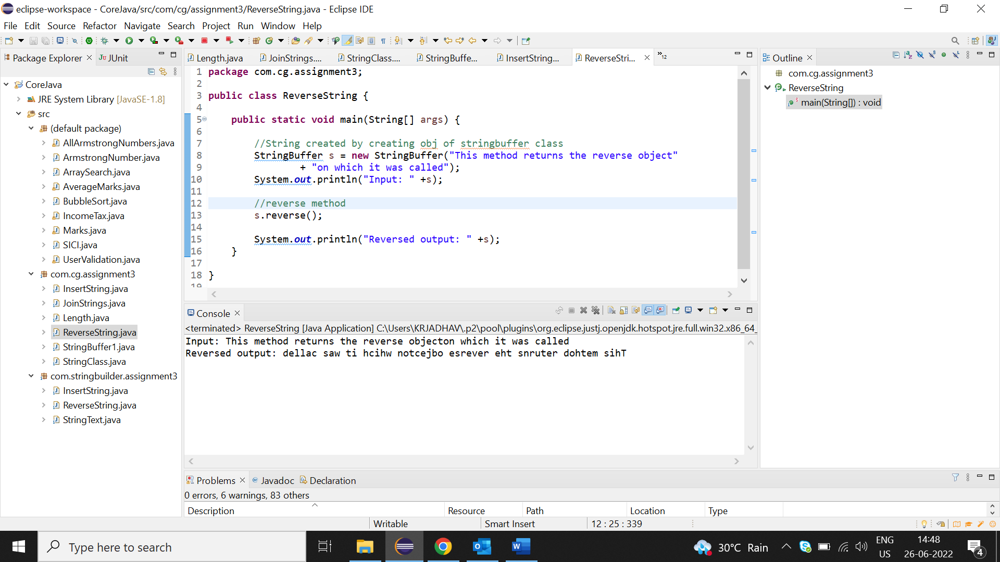 eclipse-workspace - CoreJava/src/com/cg/assignment3/ReverseString.java - Eclipse IDE
File Edit Source Refactor Navigate Search Project Run Window Help
Package Explorer
JUnit
CoreJava
JRE System Library [JavaSE-1.8]
src
(default package)
AllArmstrongNumbers.java
ArmstrongNumber.java
ArraySearch.java
AverageMarks.java
BubbleSort.java
IncomeTax.java
Marks.java
SICI.java
UserValidation.java
com.cg.assignment3
InsertString.java
JoinStrings.java
Length.java
ReverseString.java
StringBuffer1.java
StringClass.java
com.stringbuilder.assignment3
InsertString.java
ReverseString.java
StringText.java
Length.java JoinStrings.... StringClass.... StringBuffe... InsertString... ReverseStri... »12
1 package com.cg.assignment3;
2
3 public class ReverseString {
4
5 public static void main(String[] args) {
6
7 //String created by creating obj of stringbuffer class
8 StringBuffer s = new StringBuffer("This method returns the reverse object"
9 + "on which it was called");
10 System.out.println("Input: " +s);
11
12 //reverse method
13 s.reverse();
14
15 System.out.println("Reversed output: " +s);
16 }
17
18 }
19
Console
<terminated> ReverseString [Java Application] C:\Users\KRJADHAV\.p2\pool\plugins\org.eclipse.justj.openjdk.hotspot.jre.full.win32.x86_64_
Input: This method returns the reverse objecton which it was called
Reversed output: dellac saw ti hcihw notcejbo esrever eht snruter dohtem sihT
Problems Javadoc Declaration
0 errors, 6 warnings, 83 others
Description Resource Path Location Type
Writable Smart Insert 12 : 25 : 339
Outline
com.cg.assignment3
ReverseString
main(String[]) : void
Type here to search
30°C Rain
ENG
US
14:48
26-06-2022
4